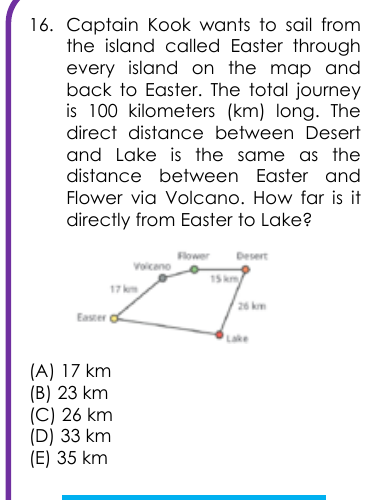 16. Captain Kook wants to sail from
the island called Easter through
every island on the map and
back to Easter. The total journey
is 100 kilometers (km) long. The
direct distance between Desert
and Lake is the same as the
distance between Easter and
Flower via Volcano. How far is it
directly from Easter to Lake?
Flower Desert
Volcano
15 km
17 km
26 km
Easter
Lake
(A) 17 km
(B) 23 km
(C) 26 km
(D) 33 km
(E) 35 km